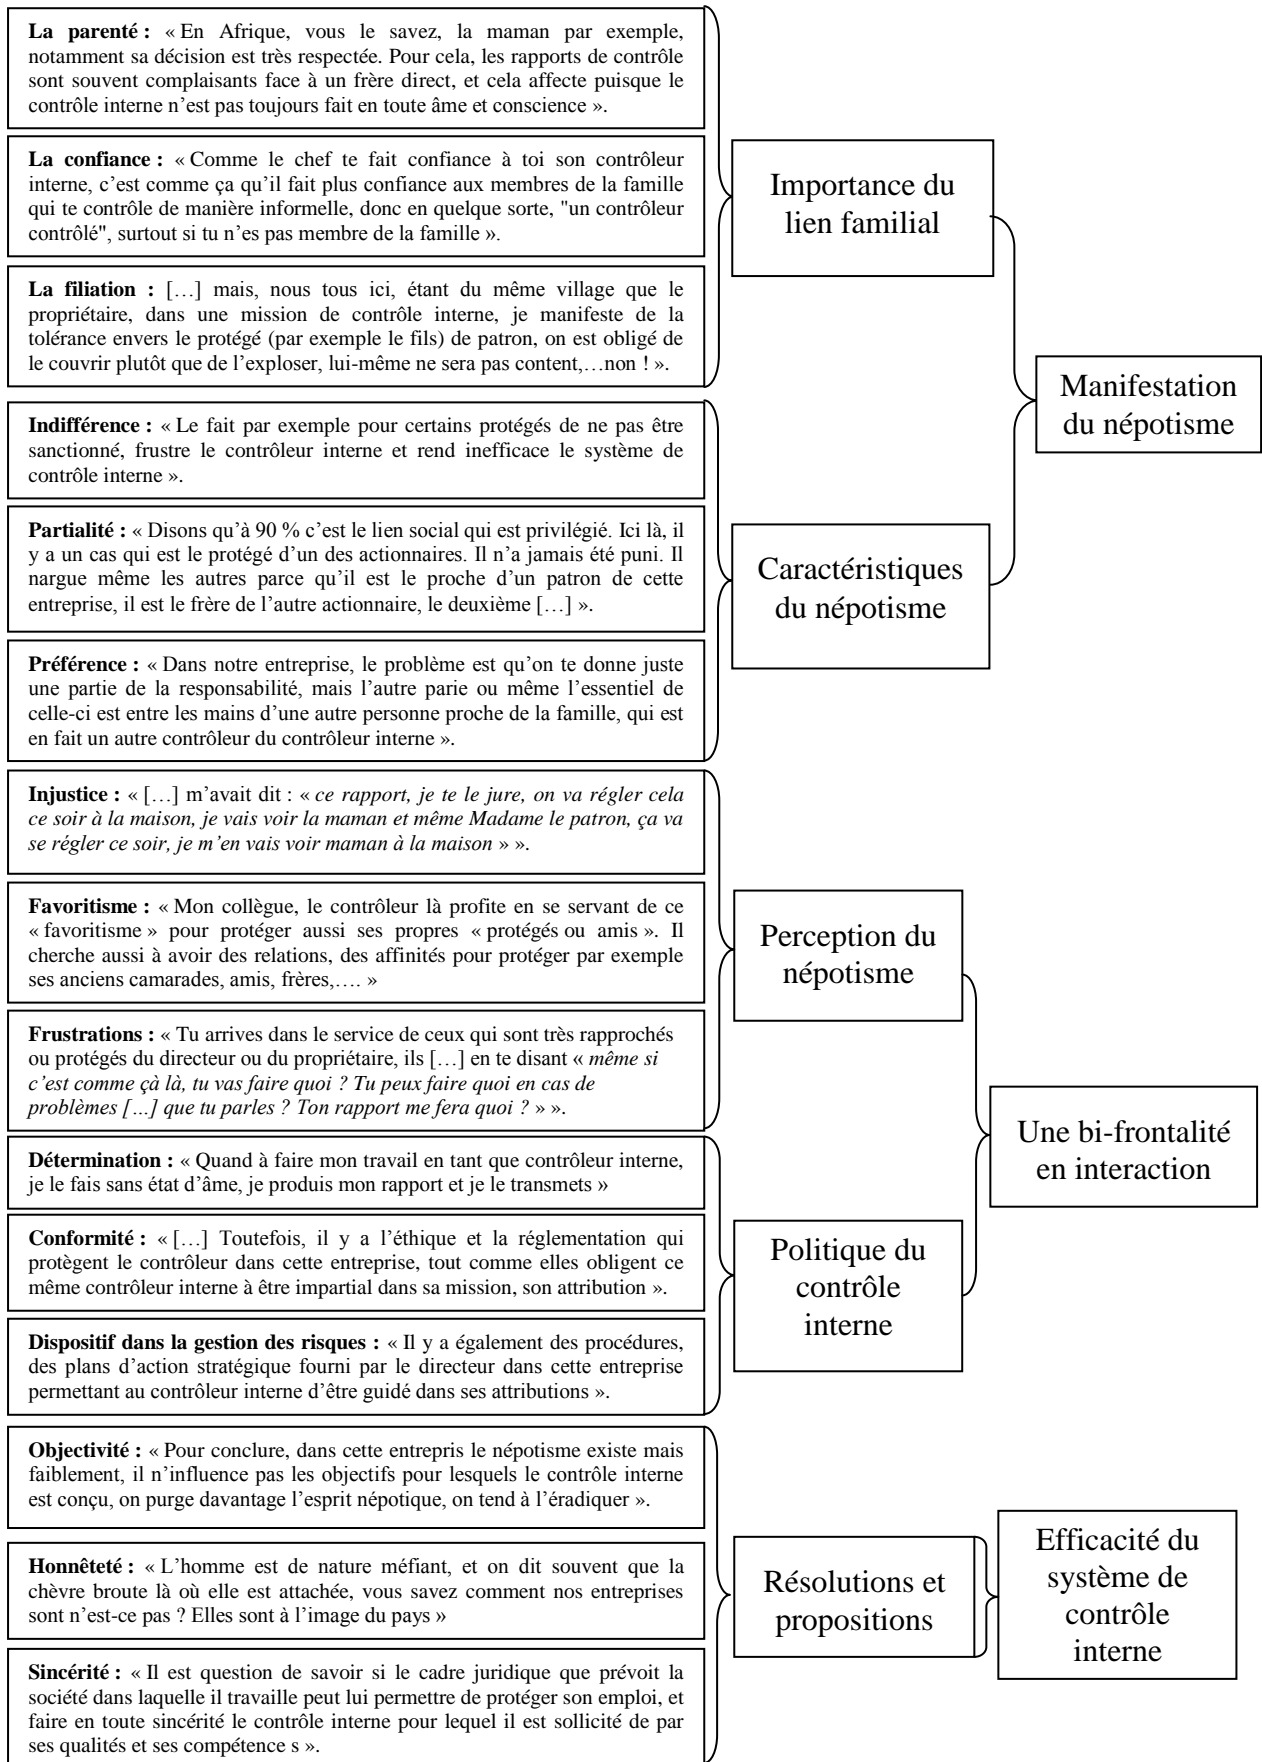 La parenté : « En Afrique, vous le savez, la maman par exemple,
notamment sa décision est très respectée. Pour cela, les rapports de contrôle
sont souvent complaisants face à un frère direct, et cela affecte puisque le
contrôle interne n'est pas toujours fait en toute âme et conscience ».
La confiance : « Comme le chef te fait confiance à toi son contrôleur
interne, c'est comme ça qu'il fait plus confiance aux membres de la famille
qui te contrôle de manière informelle, donc en quelque sorte, "un contrôleur
contrôlé", surtout si tu n'es pas membre de la famille ».
La filiation : […] mais, nous tous ici, étant du même village que le
propriétaire, dans une mission de contrôle interne, je manifeste de la
tolérance envers le protégé (par exemple le fils) de patron, on est obligé de
le couvrir plutôt que de l'exploser, lui-même ne sera pas content,…non ! ».
Importance du
lien familial
Indifférence : « Le fait par exemple pour certains protégés de ne pas être
sanctionné, frustre le contrôleur interne et rend inefficace le système de
contrôle interne ».
Partialité : « Disons qu'à 90 % c'est le lien social qui est privilégié. Ici là, il
y a un cas qui est le protégé d'un des actionnaires. Il n'a jamais été puni. Il
nargue même les autres parce qu'il est le proche d'un patron de cette
entreprise, il est le frère de l'autre actionnaire, le deuxième […] ».
Préférence : « Dans notre entreprise, le problème est qu'on te donne juste
une partie de la responsabilité, mais l'autre parie ou même l'essentiel de
celle-ci est entre les mains d'une autre personne proche de la famille, qui est
en fait un autre contrôleur du contrôleur interne ».
Caractéristiques
du népotisme
Manifestation
du népotisme
Injustice : « […] m'avait dit : « ce rapport, je te le jure, on va régler cela
ce soir à la maison, je vais voir la maman et même Madame le patron, ça va
se régler ce soir, je m'en vais voir maman à la maison » ».
Favoritisme : « Mon collègue, le contrôleur là profite en se servant de ce
« favoritisme » pour protéger aussi ses propres « protégés ou amis ». Il
cherche aussi à avoir des relations, des affinités pour protéger par exemple
ses anciens camarades, amis, frères,…. »
Frustrations : « Tu arrives dans le service de ceux qui sont très rapprochés
ou protégés du directeur ou du propriétaire, ils […] en te disant « même si
c'est comme çà là, tu vas faire quoi ? Tu peux faire quoi en cas de
problèmes […] que tu parles ? Ton rapport me fera quoi ? » ».
Perception du
népotisme
Détermination : « Quand à faire mon travail en tant que contrôleur interne,
je le fais sans état d'âme, je produis mon rapport et je le transmets »
Conformité : « […] Toutefois, il y a l'éthique et la réglementation qui
protègent le contrôleur dans cette entreprise, tout comme elles obligent ce
même contrôleur interne à être impartial dans sa mission, son attribution ».
Dispositif dans la gestion des risques : « Il y a également des procédures,
des plans d'action stratégique fourni par le directeur dans cette entreprise
permettant au contrôleur interne d'être guidé dans ses attributions ».
Politique du
contrôle
interne
Une bi-frontalité
en interaction
Objectivité : « Pour conclure, dans cette entrepris le népotisme existe mais
faiblement, il n'influence pas les objectifs pour lesquels le contrôle interne
est conçu, on purge davantage l'esprit népotique, on tend à l'éradiquer ».
Honnêteté : « L'homme est de nature méfiant, et on dit souvent que la
chèvre broute là où elle est attachée, vous savez comment nos entreprises
sont n'est-ce pas ? Elles sont à l'image du pays »
Sincérité : « Il est question de savoir si le cadre juridique que prévoit la
société dans laquelle il travaille peut lui permettre de protéger son emploi, et
faire en toute sincérité le contrôle interne pour lequel il est sollicité de par
ses qualités et ses compétence s ».
Résolutions et
propositions
Efficacité du
système de
contrôle
interne